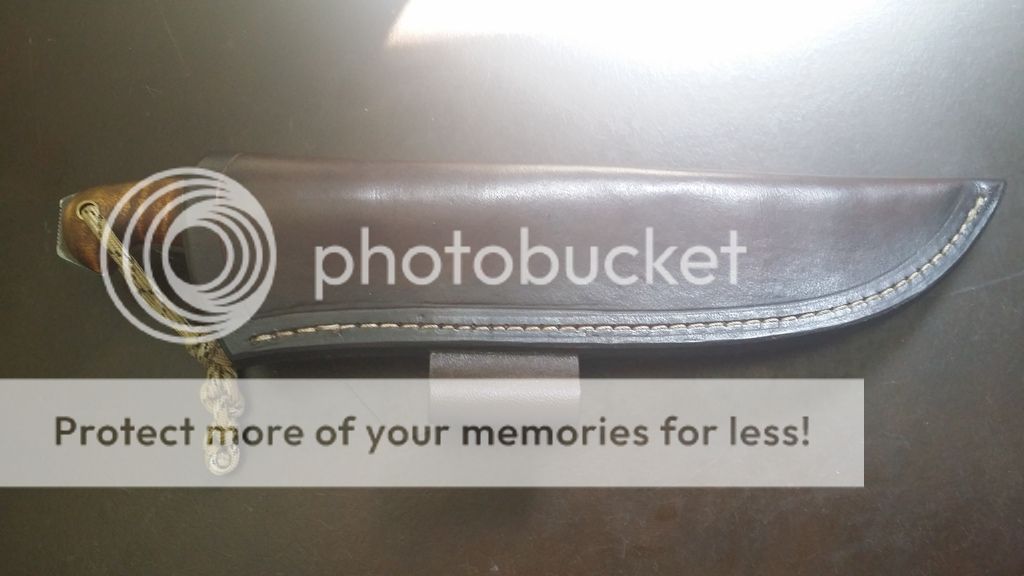 photobucket
Protect more of your memories for less!